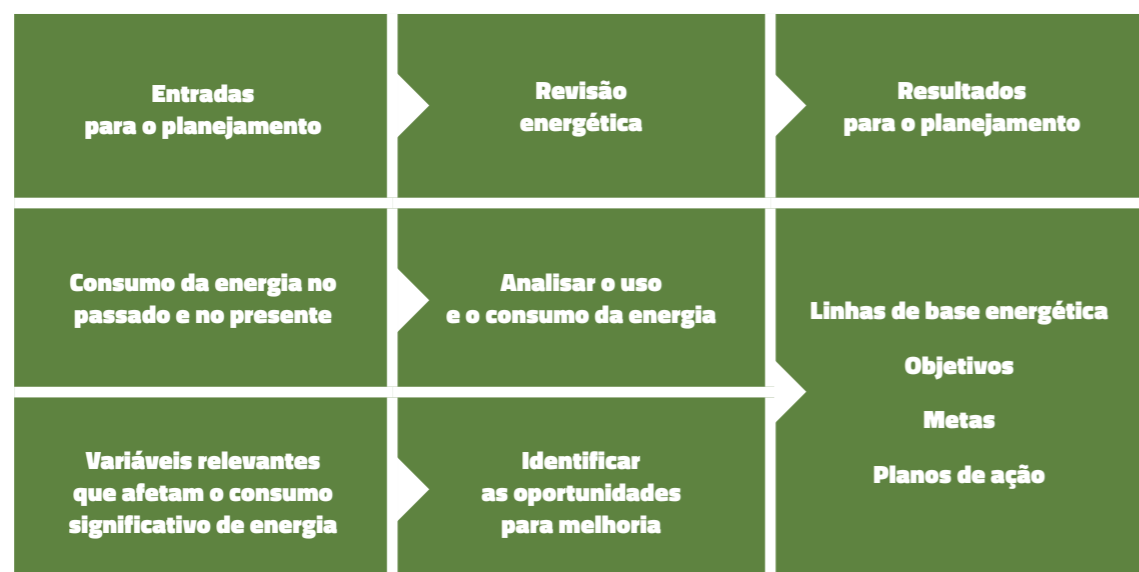 Entradas
para o planejamento
Revisão
energética
Resultados
para o planejamento
Consumo da energia no
passado e no presente
Analisar o uso
e o consumo da energia
Linhas de base energética
Objetivos
Metas
Planos de ação
Variáveis relevantes
que afetam o consumo
significativo de energia
Identificar
as oportunidades
para melhoria